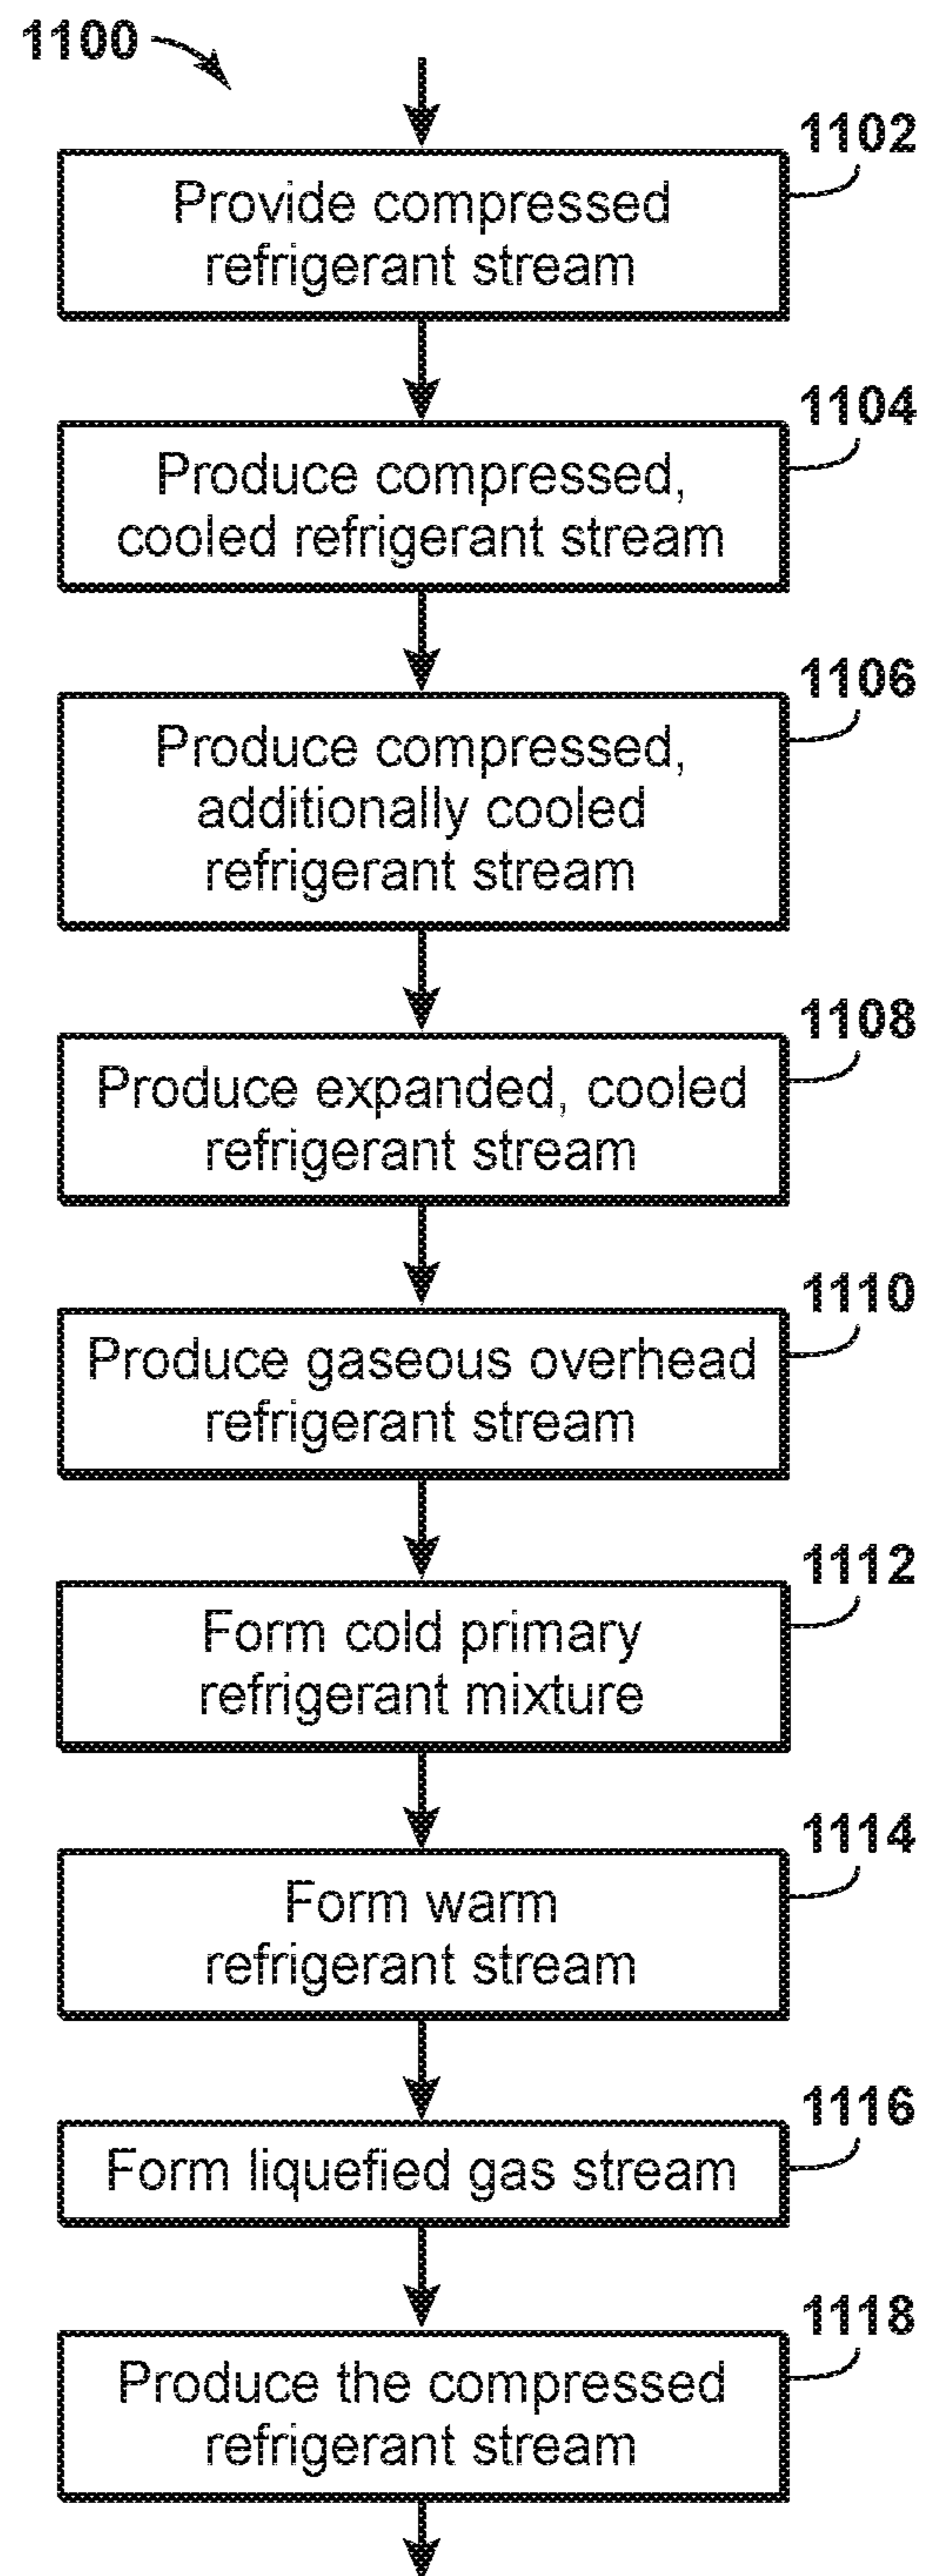 1100
1102
Provide compressed
refrigerant stream
1104
Produce compressed,
cooled refrigerant stream
1106
Produce compressed,
additionally cooled
refrigerant stream
1108
Produce expanded, cooled
refrigerant stream
1110
Produce gaseous overhead
refrigerant stream
1112
Form cold primary
refrigerant mixture
1114
Form warm
refrigerant stream
1116
Form liquefied gas stream
1118
Produce the compressed
refrigerant stream